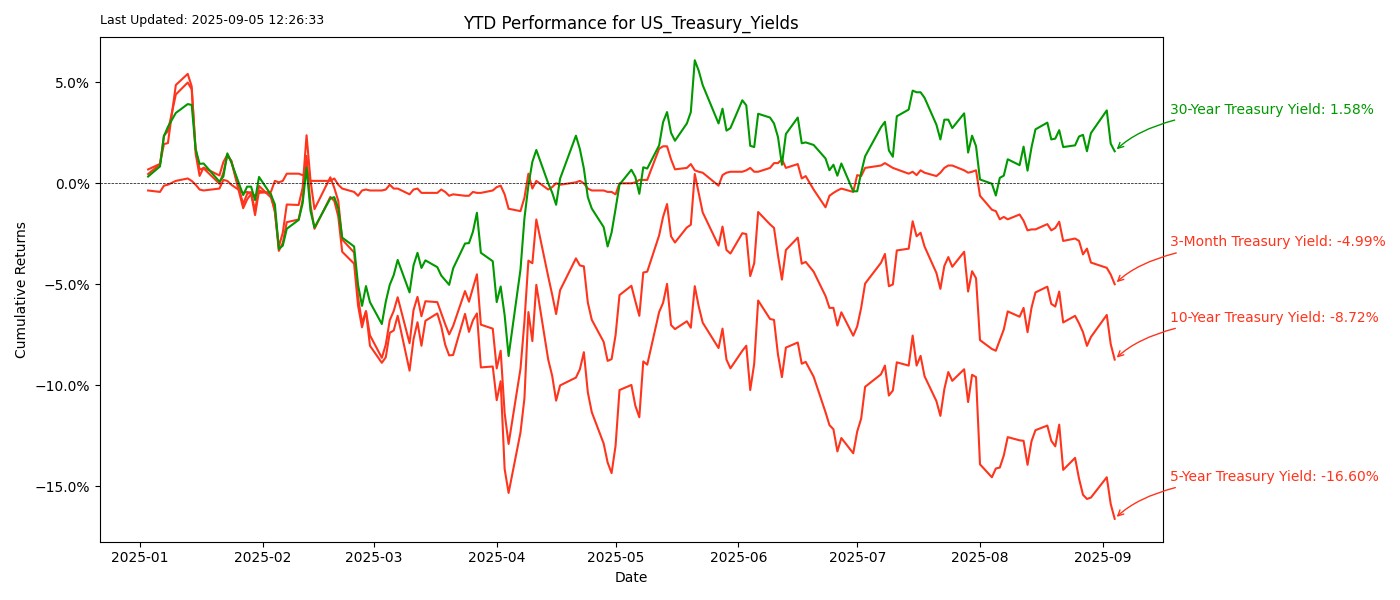 Last Updated: 2025-09-05 12:26:33
YTD Performance for US_Treasury_Yields
Cumulative Returns
5.0%
0.0%
−5.0%
−10.0%
−15.0%
30-Year Treasury Yield: 1.58%
3-Month Treasury Yield: -4.99%
10-Year Treasury Yield: -8.72%
5-Year Treasury Yield: -16.60%
2025-01
2025-02
2025-03
2025-04
2025-05
2025-06
2025-07
2025-08
2025-09
Date